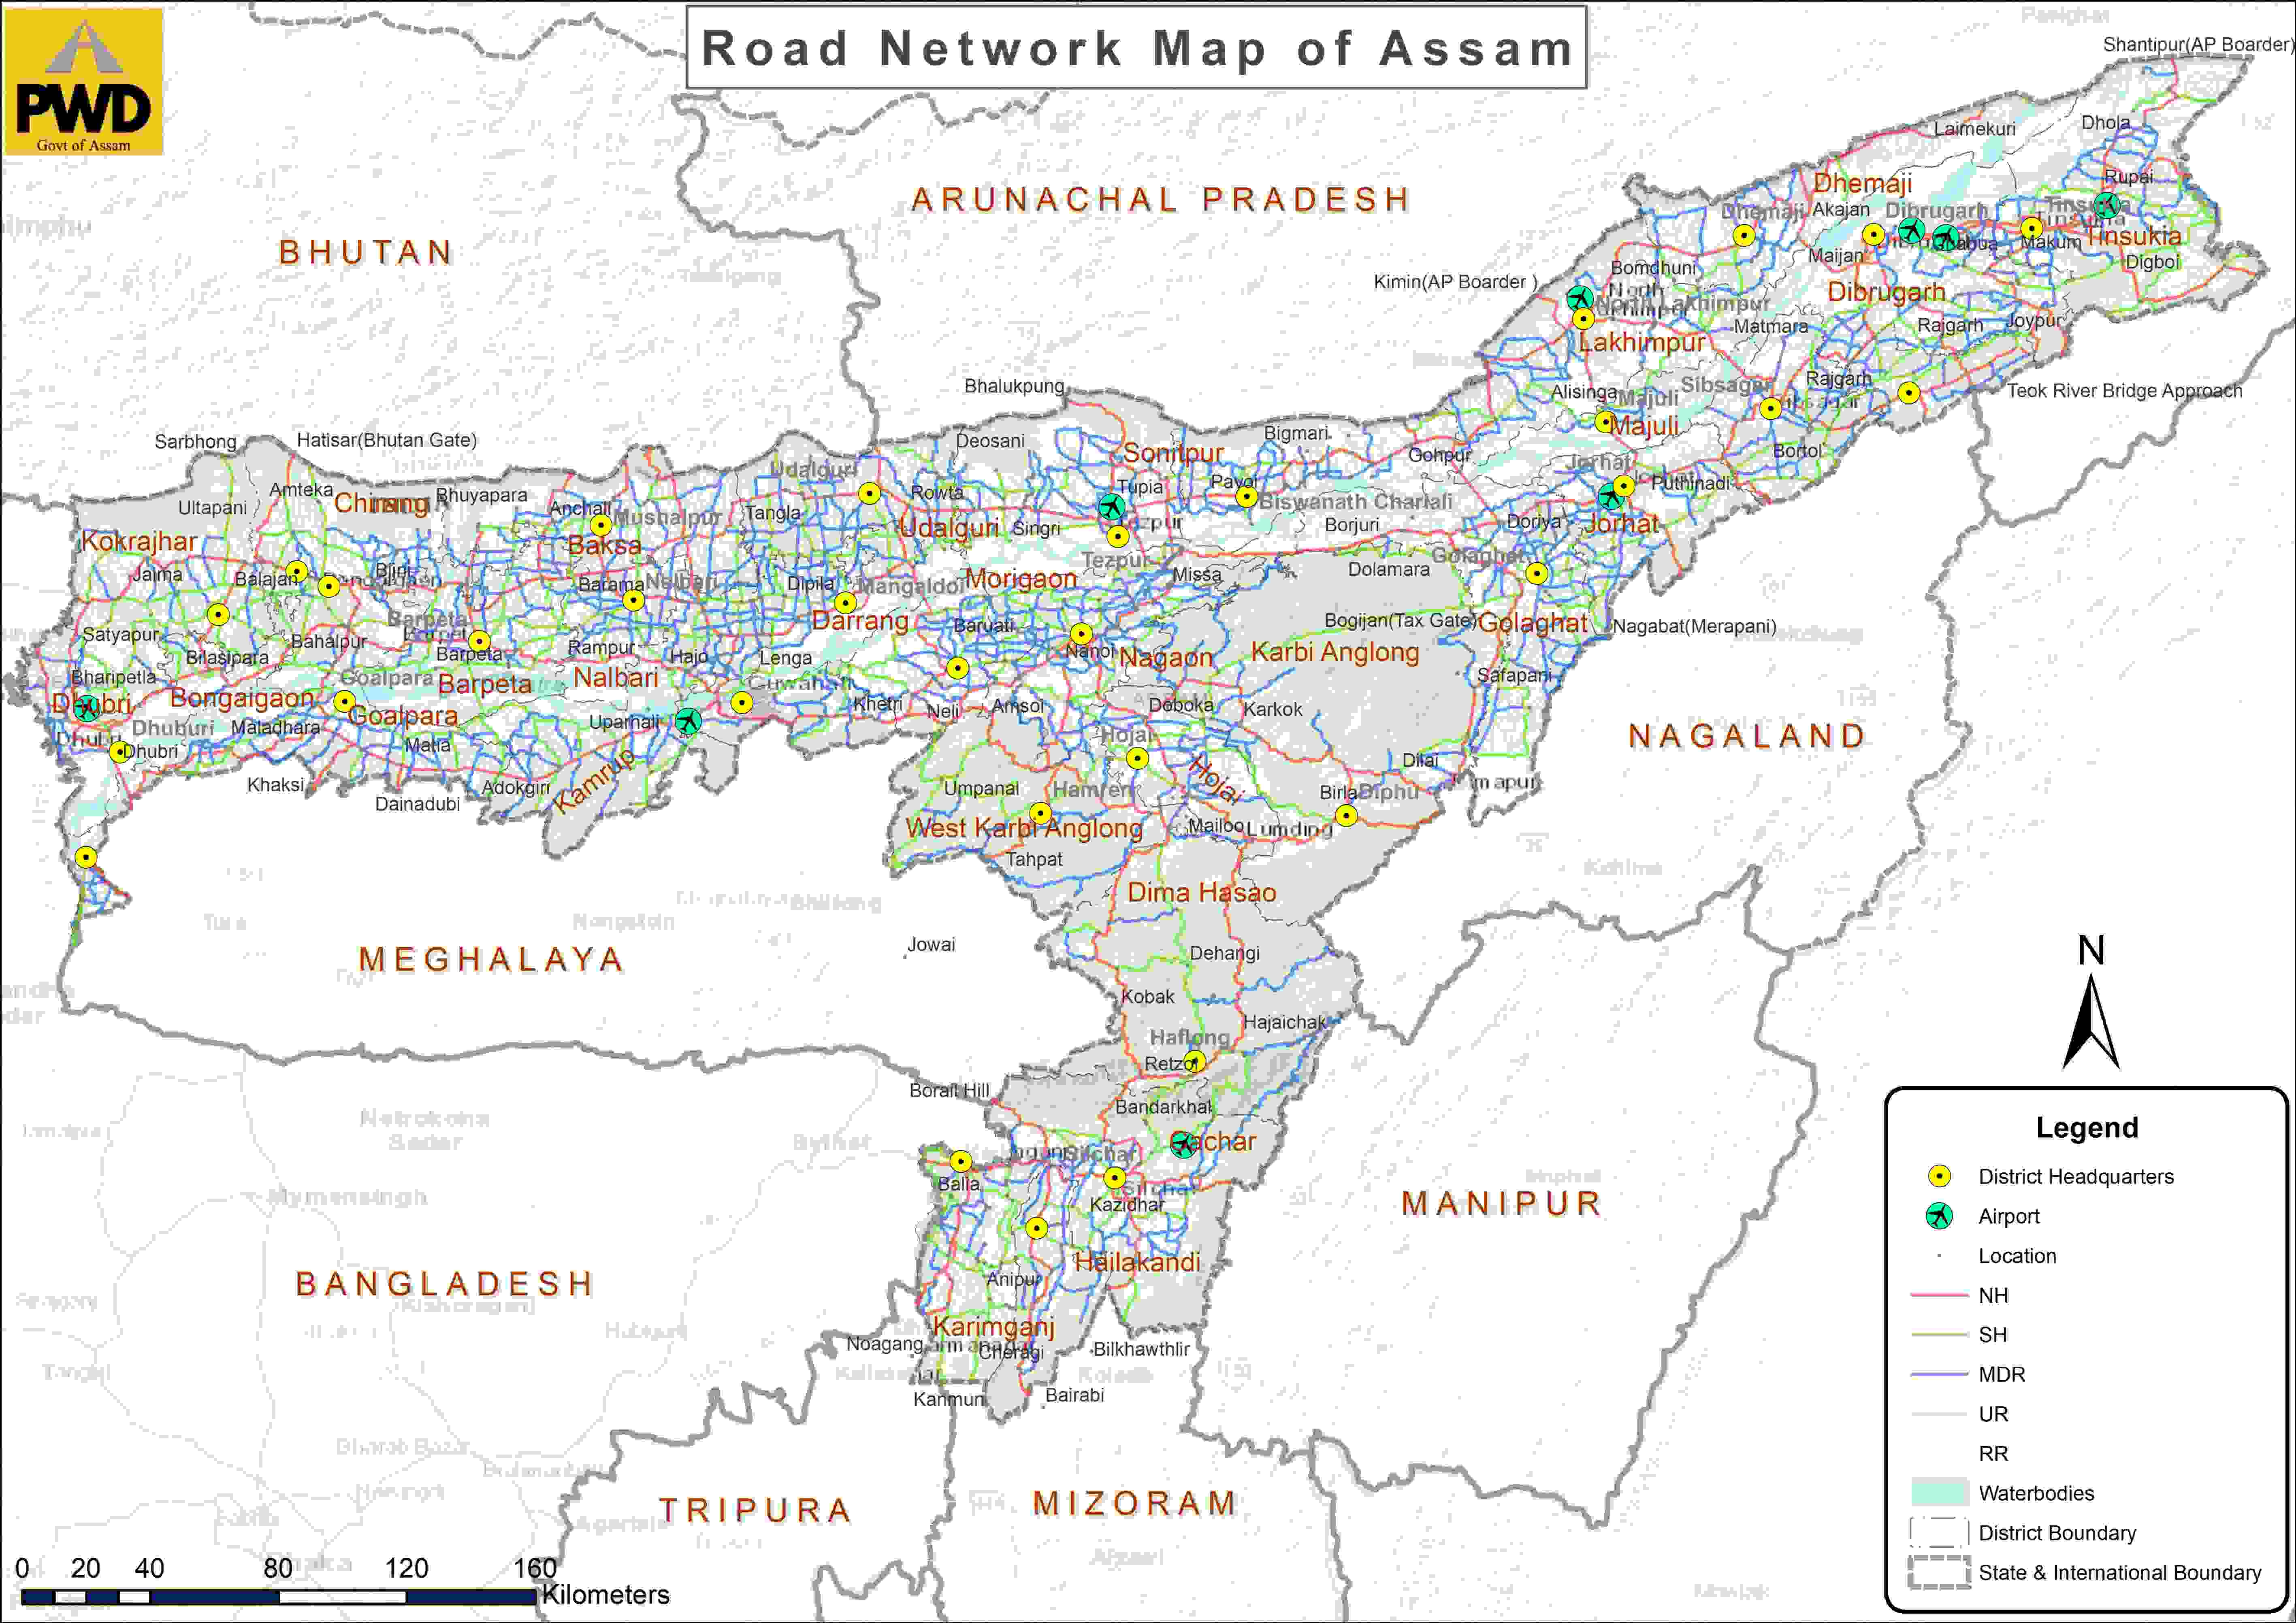 Road Network Map of Assam
PWD
Govt of Assam
Shantipur(AP Boarder)
Laimekuri
Dhola
ARUNACHAL PRADESH
Rupai
Dhemaji
Dhemaji
Akajan
Dibrugarh
Tinsukia
Makum
BHUTAN
Maijan
Digboi
Bomdhuni
Kimin(AP Boarder )
North Lakhimpur
Dibrugarh
Matmara
Rajgarh
Joypur
Lakhimpur
Bhalukpung
Sibsagar
Rajgarh
Teok River Bridge Approach
Alisinga
Majuli
Majuli
Sarbhong
Hatisar(Bhutan Gate)
Deosani
Bigmari
Gohpur
Bortol
Sonitpur
Udalguri
Jorhat
Puthinadi
Amteka
Chirang
Bhuyapara
Rowta
Tupia
Pavoi
Ultapani
Anchali
Mushalpur
Tangla
Biswanath Chariali
Udalguri
Singri
Borjuri
Doriya
Jorhat
Kokrajhar
Baksa
Tezpur
Golaghat
Jaima
Balajan
Bijni
Barama
Nalbari
Dipila
Mangaldoi
Morigaon
Missa
Dolamara
Barpeta
Darrang
Baruati
Bogijan(Tax Gate)
Golaghat
Nagabat(Merapani)
Satyapur
Bahalpur
Bilasipara
Barpeta
Rampur
Hajo
Lenga
Nanoi
Nagaon
Karbi Anglong
Bharipetla
Goalpara
Barpeta
Nalbari
Safapani
Dhubri
Bongaigaon
Goalpara
Khetri
Neli
Amsoi
Doboka
Karkok
Dhuburi
Maladhara
Uparhali
Hojai
NAGALAND
Dhubri
Matia
Dilai
Khaksi
Dainadubi
Adokgiri
Kamrup
Umpanal
Hamren
Hojai
Birla
Diphu
West Karbi Anglong
Mailoo
Lumding
Tahpat
Dima Hasao
MEGHALAYA
Jowai
Dehangi
Kobak
N
Haflong
Hajaichak
Retzol
Borail Hill
Bandarkhal
Cachar
Silchar
Balia
Kazidhar
MANIPUR
BANGLADESH
Hailakandi
Anipur
Karimganj
Noagang
Cheragi
Bilkhawthlir
Kanmun
Bairabi
TRIPURA
MIZORAM
Legend
District Headquarters
Airport
Location
NH
SH
MDR
UR
RR
Waterbodies
District Boundary
State & International Boundary
0 20 40 80 120 160
Kilometers